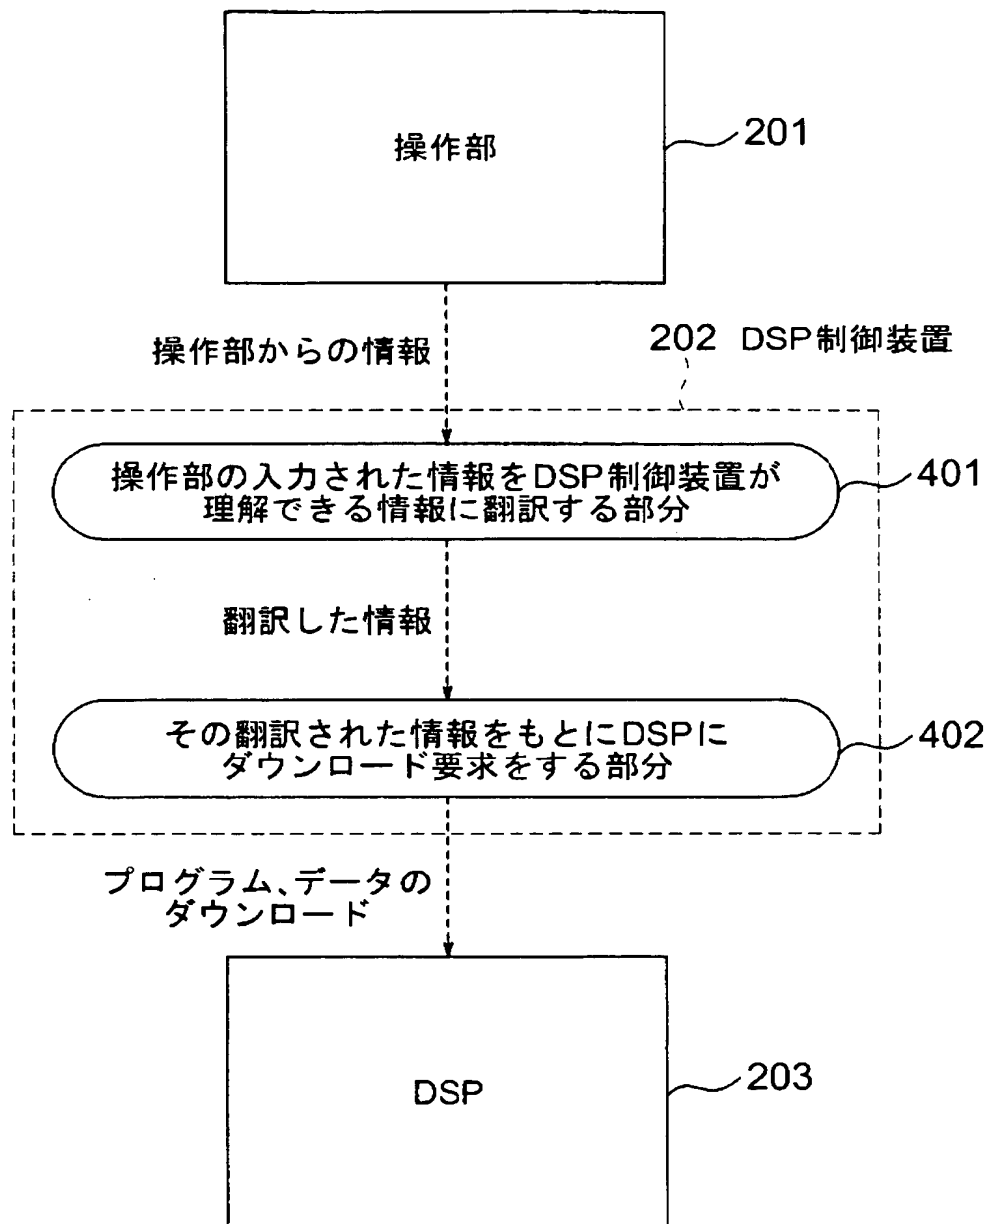 操作部
201
操作部からの情報
202 DSP制御装置
操作部の入力された情報をDSP制御装置が
理解できる情報に翻訳する部分
401
翻訳した情報
その翻訳された情報をもとにDSPに
ダウンロード要求をする部分
402
プログラム、データの
ダウンロード
DSP
203